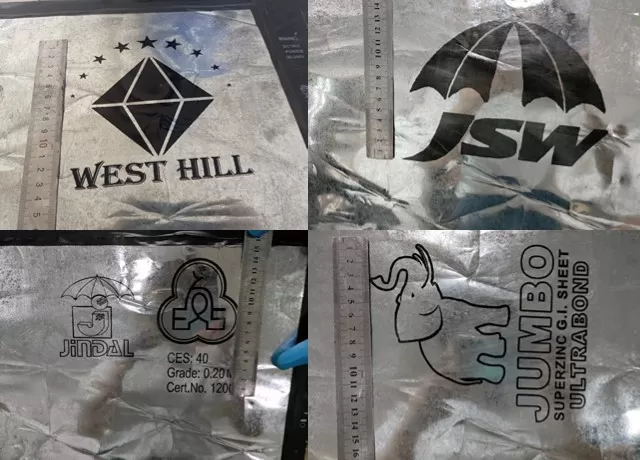 WEST HILL
JSW
JINDAL
CES: 40
Grade: 0.20
Cert.No. 120
JUMBO
SUPERZINC G.I. SHEET
ULTRABOND